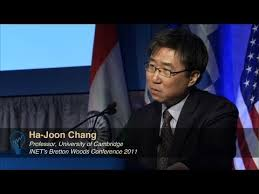 Ha-Joon Chang
Professor, University of Cambridge
INET's Bretton Woods Conference 2011